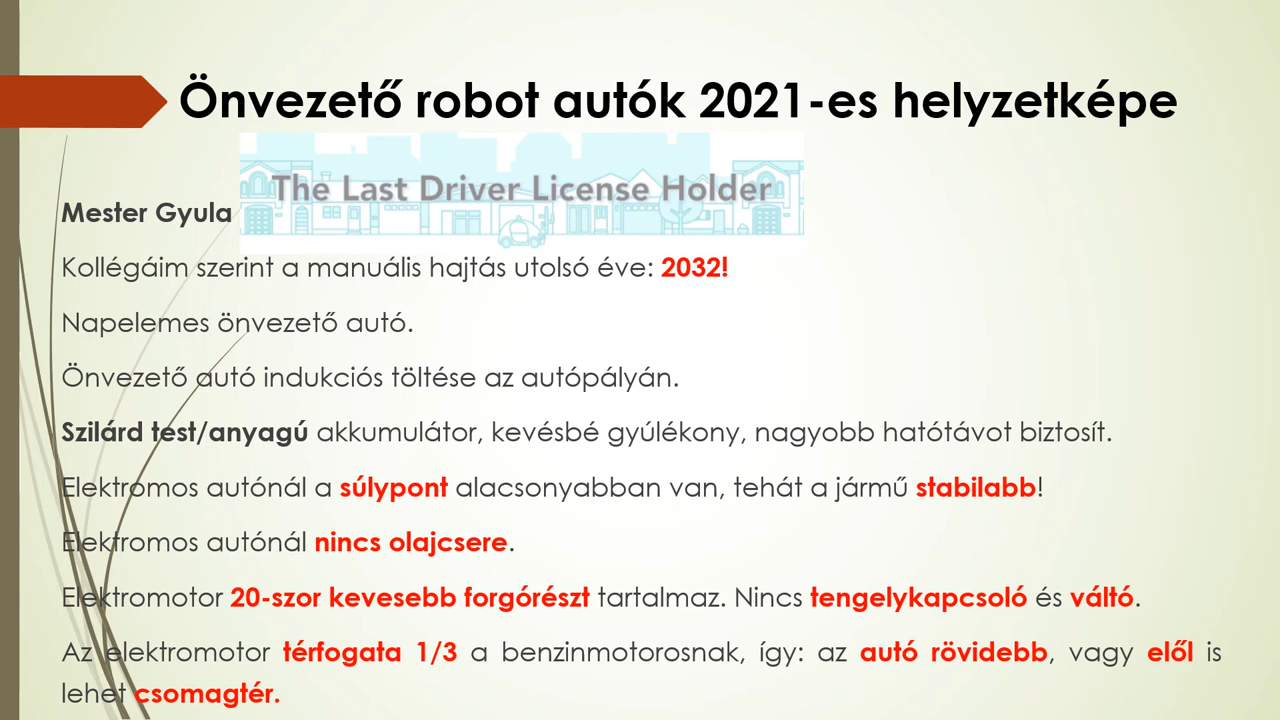 Önvezető robot autók 2021-es helyzetképe
The Last Driver License Holder
Mester Gyula
Kollégáim szerint a manuális hajtás utolsó éve: 2032!
Napelemes önvezető autó.
Önvezető autó indukciós töltése az autópályán.
Szilárd test/anyagú akkumulátor, kevésbé gyúlékony, nagyobb hatótávot biztosít.
Elektromos autónál a súlypont alacsonyabban van, tehát a jármű stabilabb!
Elektromos autónál nincs olajcsere.
Elektromotor 20-szor kevesebb forgórészt tartalmaz. Nincs tengelykapcsoló és váltó.
Az elektromotor térfogata 1/3 a benzinmotorosnak, így: az autó rövidebb, vagy elől is
lehet csomagtér.